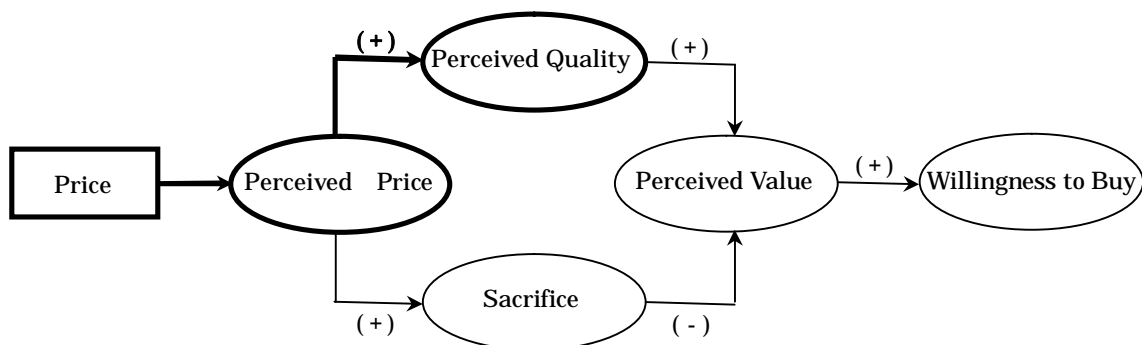 (+)
Perceived Quality
(+)
Price
Perceived Price
Perceived Value
(+)
Willingness to Buy
(+)
Sacrifice
(-)